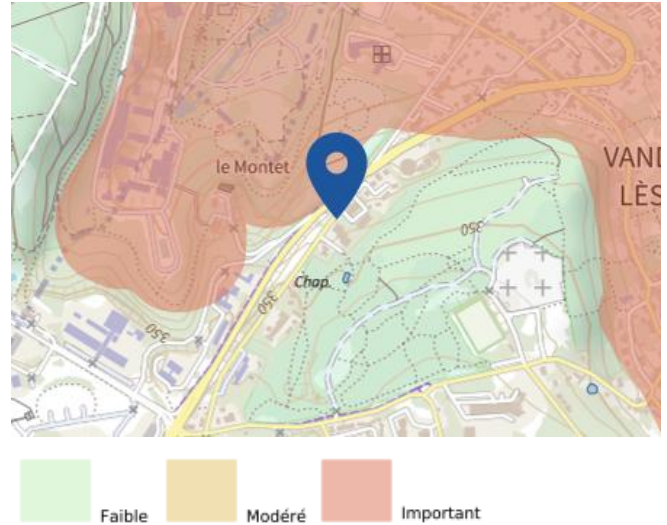 le Montet
VAND
LÈS
350
Chap.
350
350
Faible
Modéré
Important